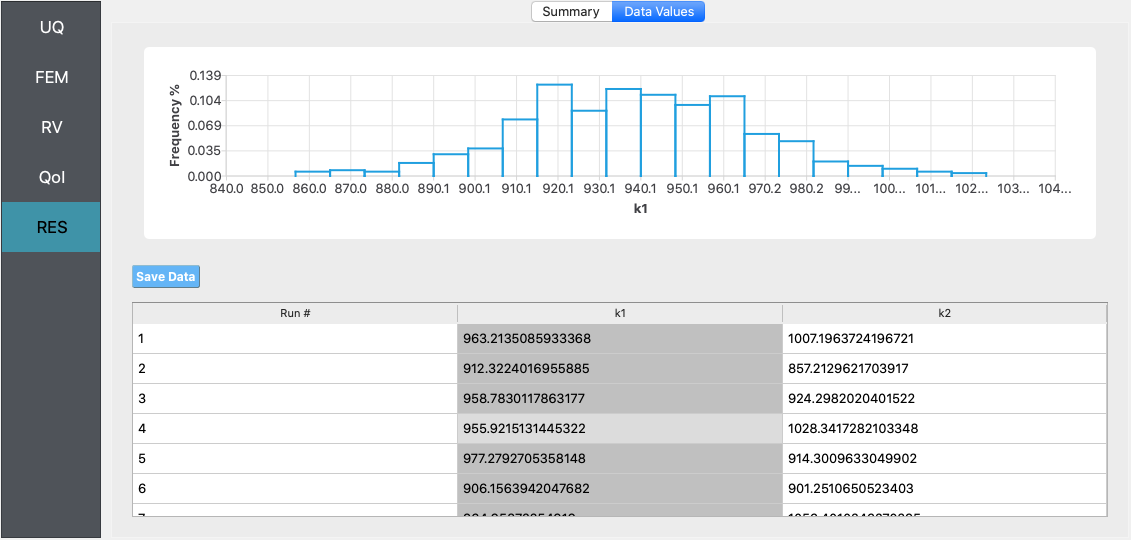 Summary Data Values
UQ
FEM
RV
QoI
RES
Frequency %
0.139
0.104
0.069
0.035
0.000
840.0 850.0 860.0 870.0 880.0 890.1 900.1 910.1 920.1 930.1 940.1 950.1 960.1 970.2 980.2 99... 100... 101... 102... 103... 104...
k1
Save Data
Run # k1 k2
1 963.2135085933368 1007.1963724196721
2 912.3224016955885 857.2129621703917
3 958.7830117863177 924.2982020401522
4 955.9215131445322 1028.3417282103348
5 977.2792705358148 914.3009633049902
6 906.1563942047682 901.2510650523403